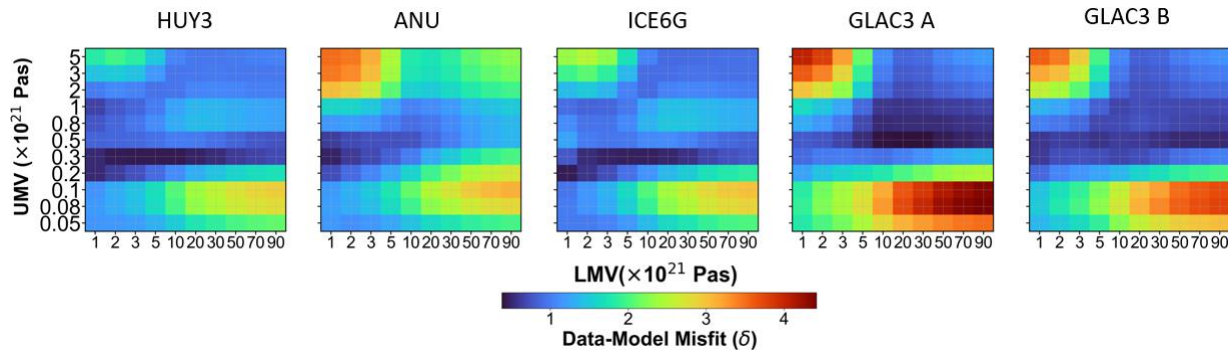 HUY3 ANU ICE6G GLAC3 A GLAC3 B
UMV (×10²¹ Pas)
5
3
2
1
0.8
0.5
0.3
0.2
0.1
0.08
0.05
1 2 3 5 10 20 30 50 70 90 1 2 3 5 10 20 30 50 70 90 1 2 3 5 10 20 30 50 70 90 1 2 3 5 10 20 30 50 70 90 1 2 3 5 10 20 30 50 70 90
LMV(×10²¹ Pas)
1 2 3 4
Data-Model Misfit (δ)